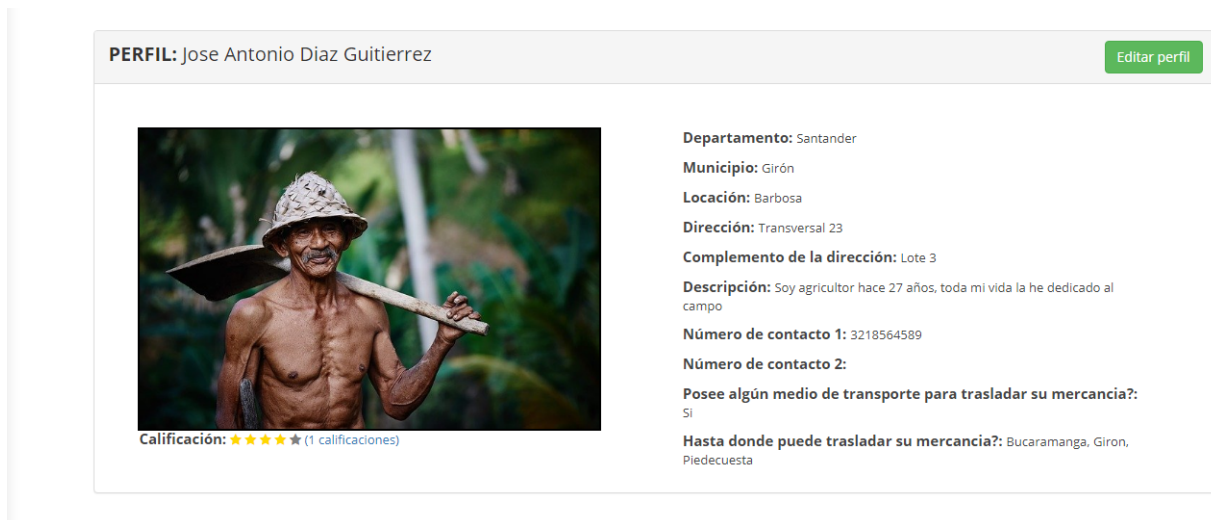 PERFIL: Jose Antonio Diaz Guitierrez
Editar perfil
Departamento: Santander
Municipio: Girón
Locación: Barbosa
Dirección: Transversal 23
Complemento de la dirección: Lote 3
Descripción: Soy agricultor hace 27 años, toda mi vida la he dedicado al
campo
Número de contacto 1: 3218564589
Número de contacto 2:
Posee algún medio de transporte para trasladar su mercancia?:
Si
Hasta donde puede trasladar su mercancia?: Bucaramanga, Giron,
Piedecuesta
Calificación: (1 calificaciones)